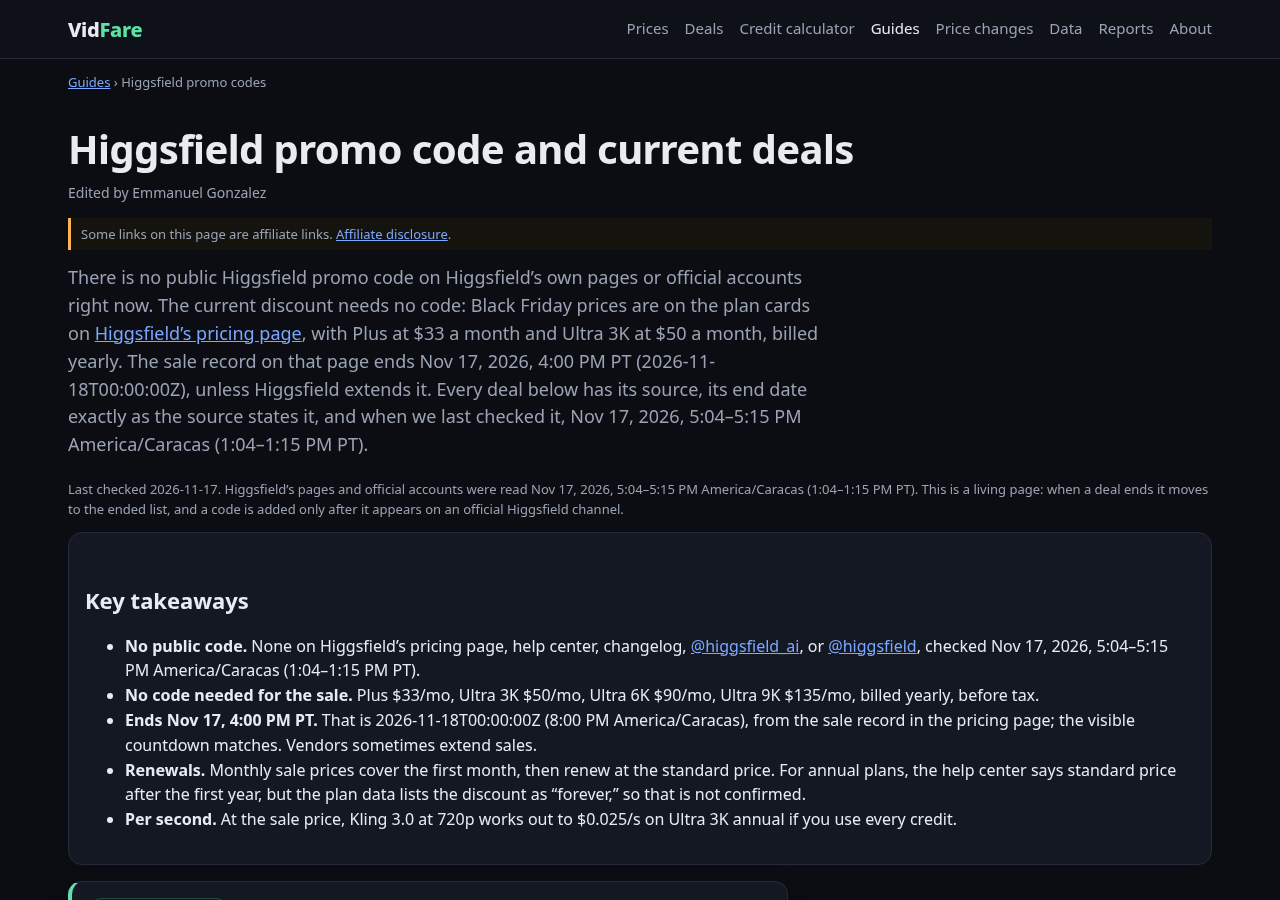 VidFare
Prices Deals Credit calculator Guides Price changes Data Reports About
Guides › Higgsfield promo codes
Higgsfield promo code and current deals
Edited by Emmanuel Gonzalez
Some links on this page are affiliate links. Affiliate disclosure.
There is no public Higgsfield promo code on Higgsfield’s own pages or official accounts
right now. The current discount needs no code: Black Friday prices are on the plan cards
on Higgsfield’s pricing page, with Plus at $33 a month and Ultra 3K at $50 a month, billed
yearly. The sale record on that page ends Nov 17, 2026, 4:00 PM PT (2026-11-
18T00:00:00Z), unless Higgsfield extends it. Every deal below has its source, its end date
exactly as the source states it, and when we last checked it, Nov 17, 2026, 5:04–5:15 PM
America/Caracas (1:04–1:15 PM PT).
Last checked 2026-11-17. Higgsfield’s pages and official accounts were read Nov 17, 2026, 5:04–5:15 PM America/Caracas (1:04–1:15 PM PT). This is a living page: when a deal ends it moves
to the ended list, and a code is added only after it appears on an official Higgsfield channel.
Key takeaways
• No public code. None on Higgsfield’s pricing page, help center, changelog, @higgsfield_ai, or @higgsfield, checked Nov 17, 2026, 5:04–5:15
PM America/Caracas (1:04–1:15 PM PT).
• No code needed for the sale. Plus $33/mo, Ultra 3K $50/mo, Ultra 6K $90/mo, Ultra 9K $135/mo, billed yearly, before tax.
• Ends Nov 17, 4:00 PM PT. That is 2026-11-18T00:00:00Z (8:00 PM America/Caracas), from the sale record in the pricing page; the visible
countdown matches. Vendors sometimes extend sales.
• Renewals. Monthly sale prices cover the first month, then renew at the standard price. For annual plans, the help center says standard price
after the first year, but the plan data lists the discount as “forever,” so that is not confirmed.
• Per second. At the sale price, Kling 3.0 at 720p works out to $0.025/s on Ultra 3K annual if you use every credit.